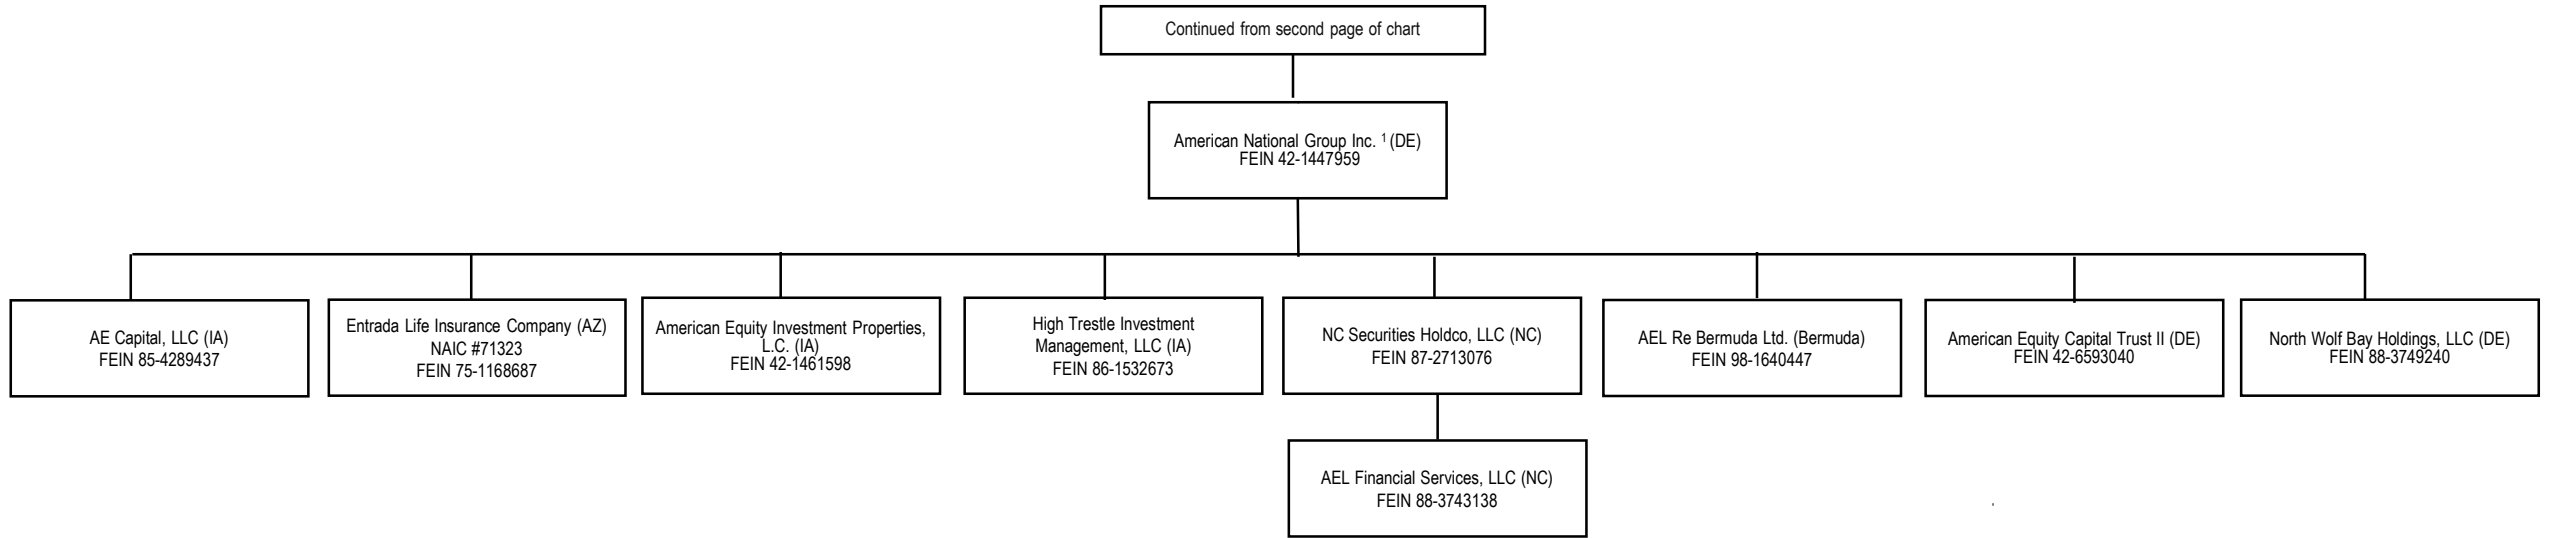 Continued from second page of chart
American National Group Inc. ¹ (DE)
FEIN 42-1447959
AE Capital, LLC (IA)
FEIN 85-4289437
Entrada Life Insurance Company (AZ)
NAIC #71323
FEIN 75-1168687
American Equity Investment Properties,
L.C. (IA)
FEIN 42-1461598
High Trestle Investment
Management, LLC (IA)
FEIN 86-1532673
NC Securities Holdco, LLC (NC)
FEIN 87-2713076
AEL Re Bermuda Ltd. (Bermuda)
FEIN 98-1640447
American Equity Capital Trust II (DE)
FEIN 42-6593040
North Wolf Bay Holdings, LLC (DE)
FEIN 88-3749240
AEL Financial Services, LLC (NC)
FEIN 88-3743138